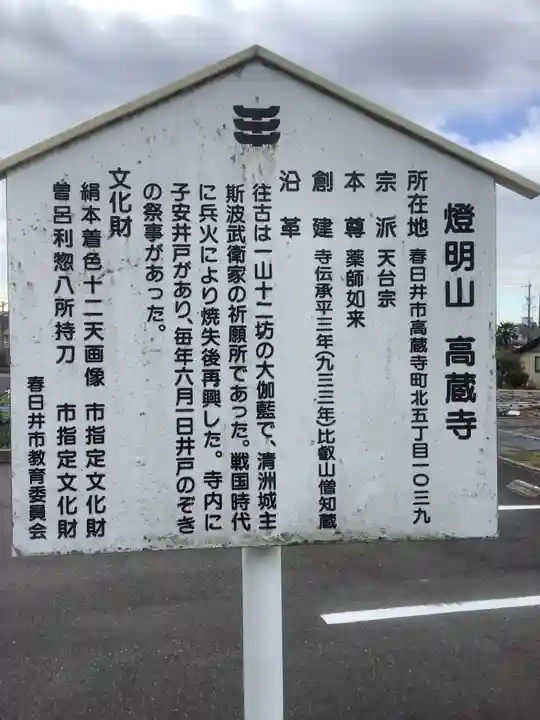 燈明山 高蔵寺
所在地 春日井市高蔵寺町北五丁目一〇三九
宗派 天台宗
本尊 薬師如来
創建 寺伝承平三年(九三三年)比叡山僧知蔵
沿革
往古は一山十二坊の大伽藍で、清洲城主
斯波武衛家の祈願所であった。戦国時代
に兵火により焼失後再興した。寺内に
子安井戸があり、毎年六月一日井戸のぞき
の祭事があった。
文化財
絹本着色十二天画像 市指定文化財
曽呂利惣八所持刀 市指定文化財
春日井市教育委員会